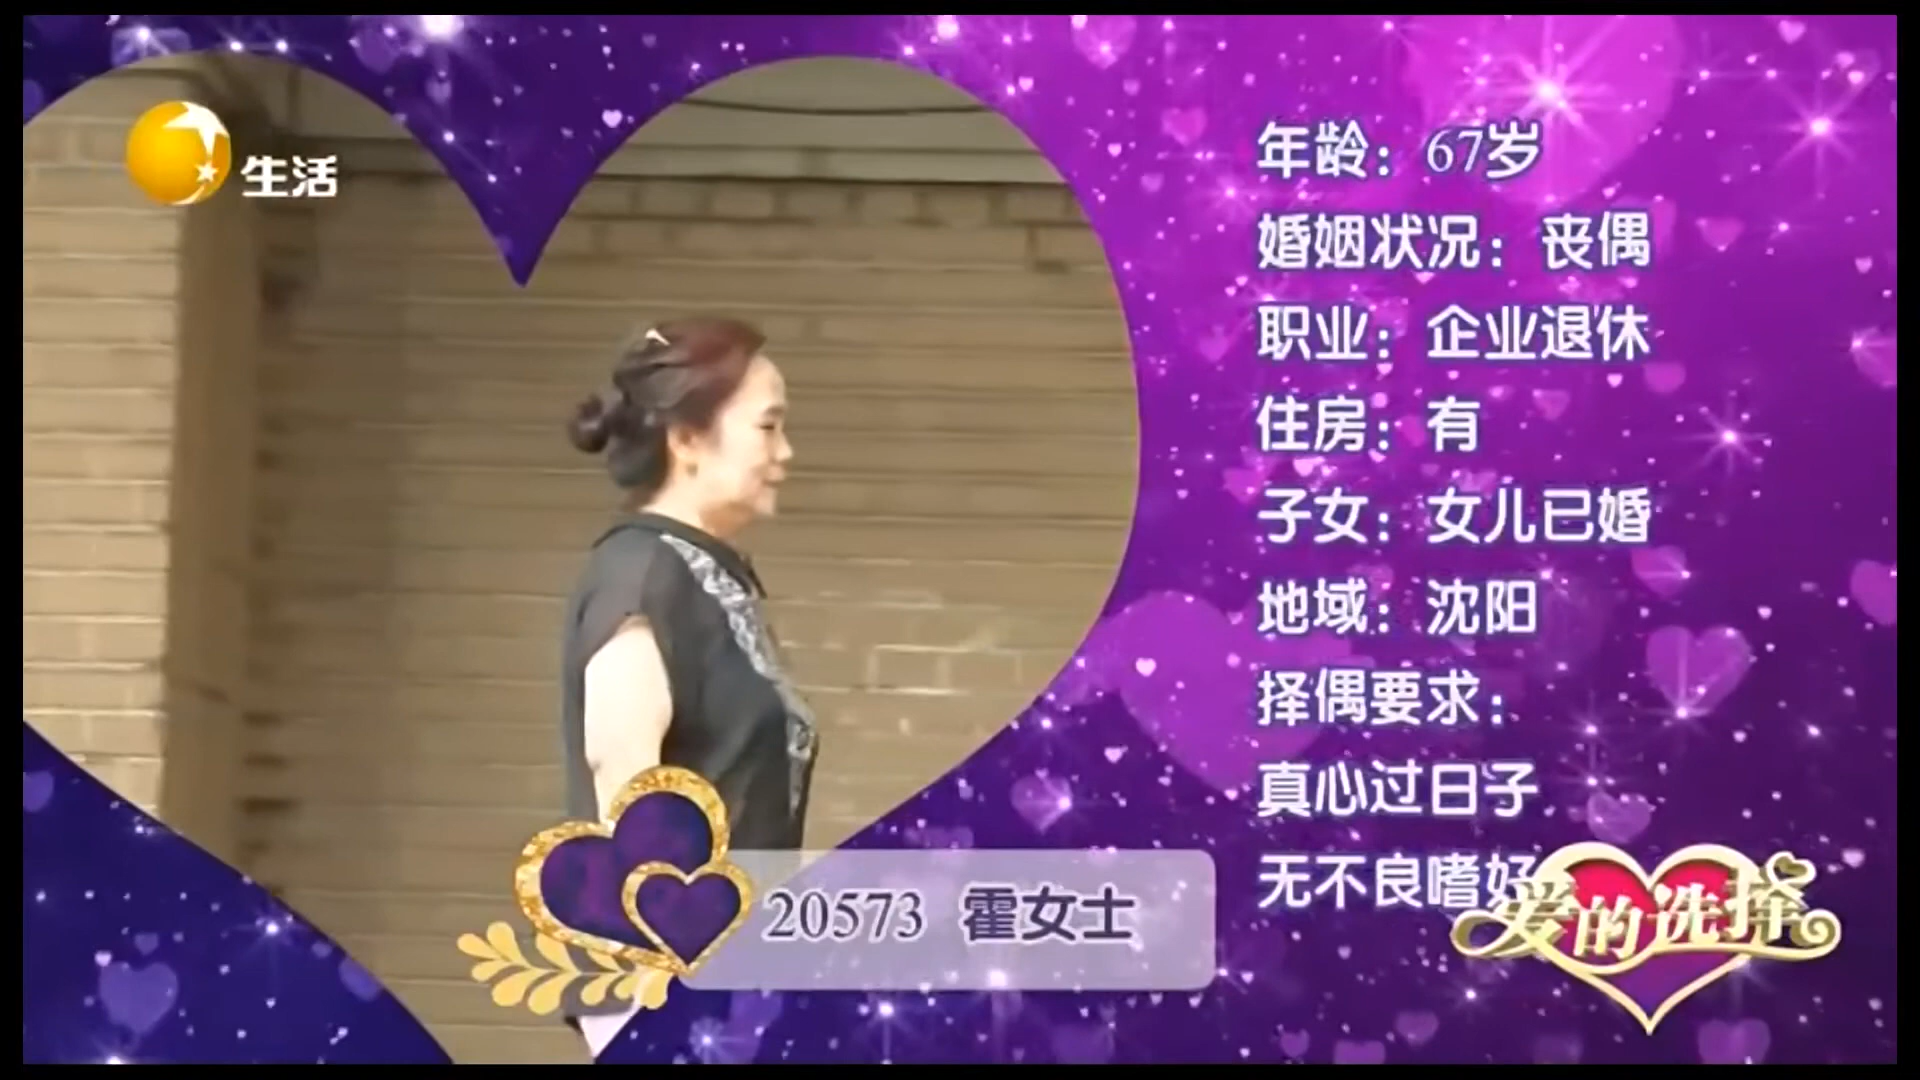 生活
年龄：67岁
婚姻状况：丧偶
职业：企业退休
住房：有
子女：女儿已婚
地域：沈阳
择偶要求：
真心过日子
无不良嗜好
20573 霍女士
爱的选择